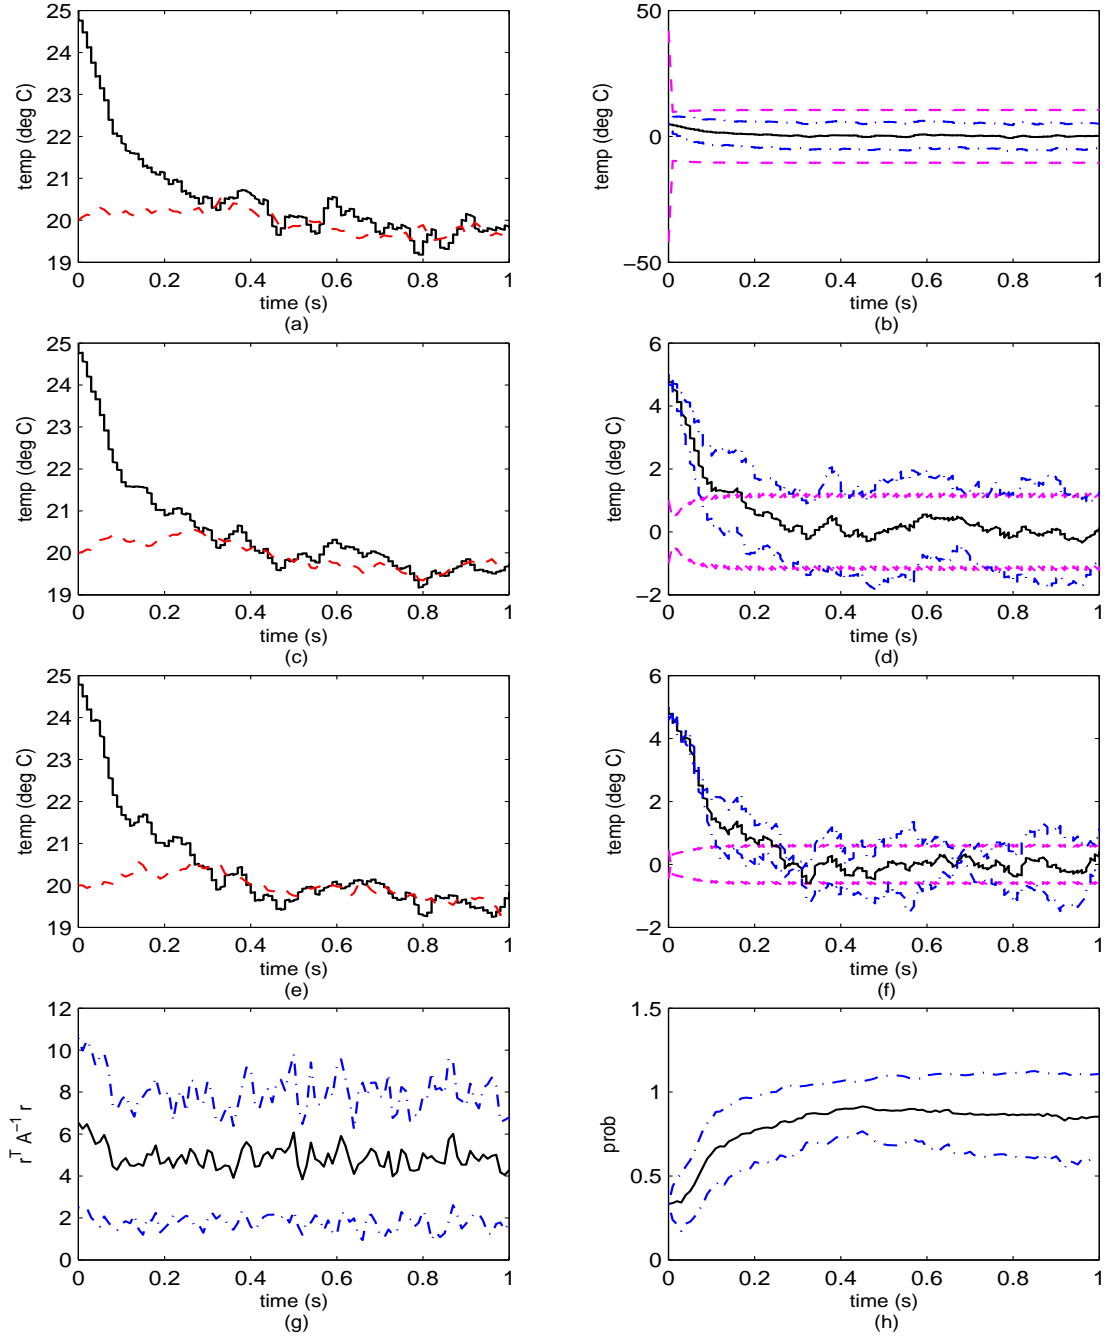 25
24
23
22
21
20
19
temp (deg C)
0 0.2 0.4 0.6 0.8 1
time (s)
(a)
50
0
−50
temp (deg C)
0 0.2 0.4 0.6 0.8 1
time (s)
(b)
25
24
23
22
21
20
19
temp (deg C)
0 0.2 0.4 0.6 0.8 1
time (s)
(c)
6
4
2
0
−2
temp (deg C)
0 0.2 0.4 0.6 0.8 1
time (s)
(d)
25
24
23
22
21
20
19
temp (deg C)
0 0.2 0.4 0.6 0.8 1
time (s)
(e)
6
4
2
0
−2
temp (deg C)
0 0.2 0.4 0.6 0.8 1
time (s)
(f)
12
10
8
6
4
2
0
r^T A^−1 r
0 0.2 0.4 0.6 0.8 1
time (s)
(g)
1.5
1
0.5
0
prob
0 0.2 0.4 0.6 0.8 1
time (s)
(h)